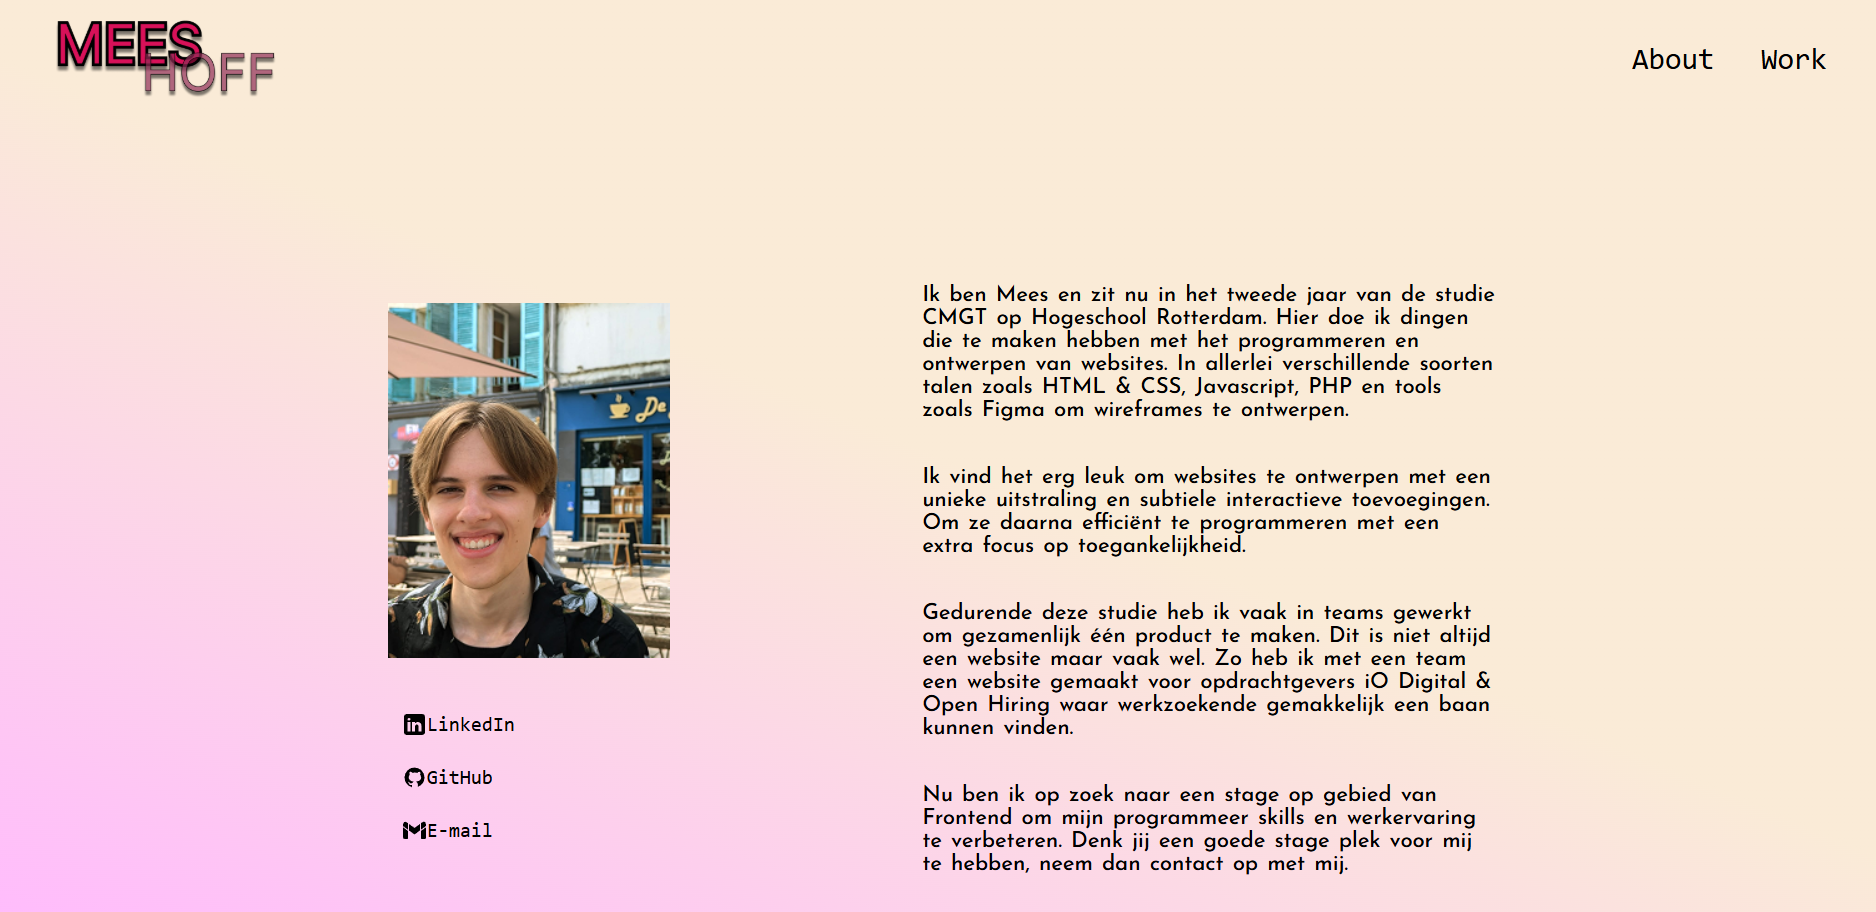 MEES
HOFF
About
Work
De
LinkedIn
GitHub
E-mail
Ik ben Mees en zit nu in het tweede jaar van de studie
CMGT op Hogeschool Rotterdam. Hier doe ik dingen
die te maken hebben met het programmeren en
ontwerpen van websites. In allerlei verschillende soorten
talen zoals HTML & CSS, Javascript, PHP en tools
zoals Figma om wireframes te ontwerpen.
Ik vind het erg leuk om websites te ontwerpen met een
unieke uitstraling en subtiele interactieve toevoegingen.
Om ze daarna efficiënt te programmeren met een
extra focus op toegankelijkheid.
Gedurende deze studie heb ik vaak in teams gewerkt
om gezamenlijk één product te maken. Dit is niet altijd
een website maar vaak wel. Zo heb ik met een team
een website gemaakt voor opdrachtgevers iO Digital &
Open Hiring waar werkzoekende gemakkelijk een baan
kunnen vinden.
Nu ben ik op zoek naar een stage op gebied van
Frontend om mijn programmeer skills en werkervaring
te verbeteren. Denk jij een goede stage plek voor mij
te hebben, neem dan contact op met mij.